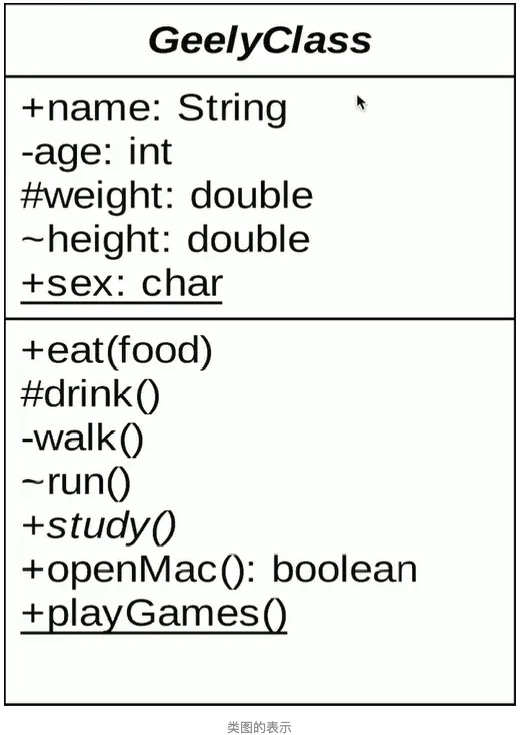 GeelyClass
+name: String
-age: int
#weight: double
~height: double
+sex: char
+eat(food)
#drink()
-walk()
~run()
+study()
+openMac(): boolean
+playGames()
类图的表示